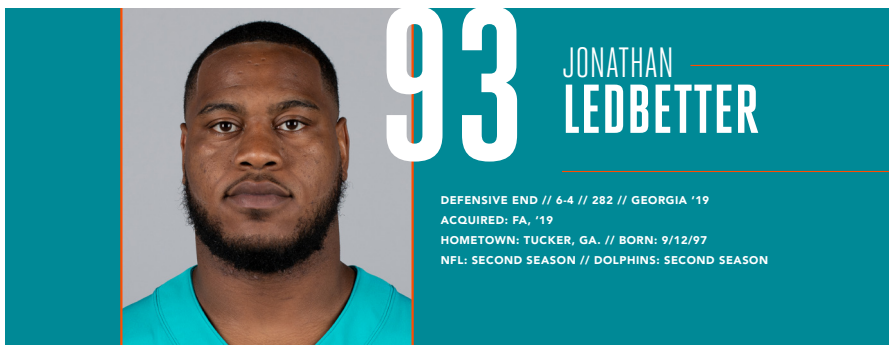 93
JONATHAN
LEDBETTER
DEFENSIVE END // 6-4 // 282 // GEORGIA ’19
ACQUIRED: FA, ’19
HOMETOWN: TUCKER, GA. // BORN: 9/12/97
NFL: SECOND SEASON // DOLPHINS: SECOND SEASON